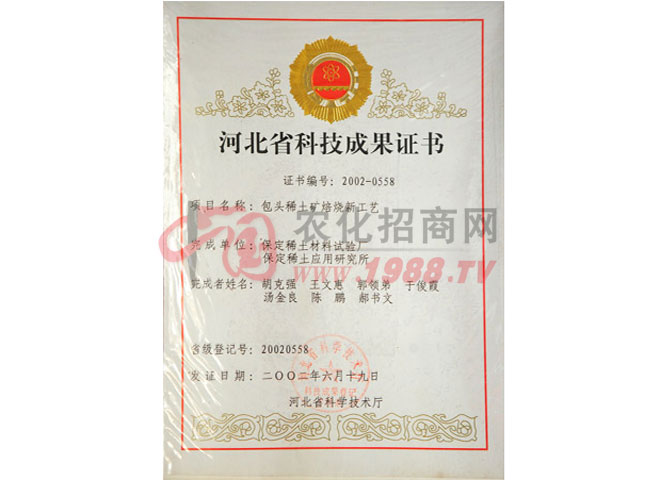 河北省科技成果证书
证书编号：2002-0558
项目名称：包头稀土矿焙烧新工艺
农化招商网
完成单位：保定稀土材料试验厂
保定稀土应用研究所
www.1988.TV
完成者姓名：胡克强 王文惠 郭领弟 于俊霞
汤金良 陈鹏 郝书文
省级登记号：20020558
发证日期：二〇〇二年六月十九日
河北省科学技术厅